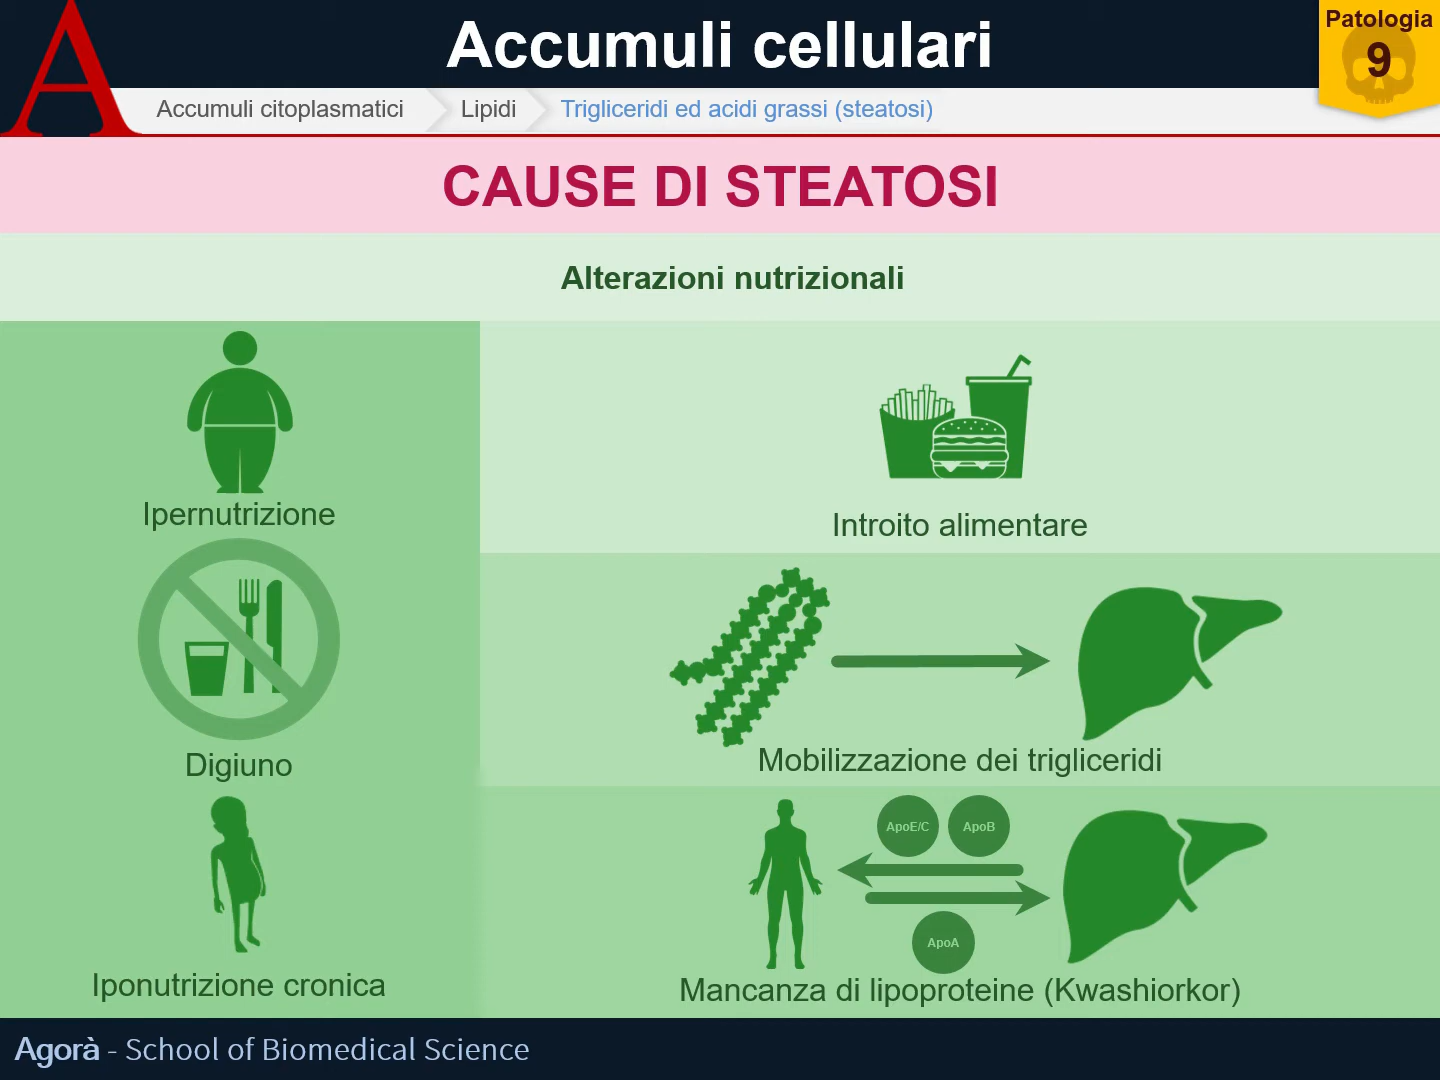 A
Accumuli cellulari
Patologia
9
Accumuli citoplasmatici
Lipidi
Trigliceridi ed acidi grassi (steatosi)
CAUSE DI STEATOSI
Alterazioni nutrizionali
Ipernutrizione
Introito alimentare
Digiuno
Mobilizzazione dei trigliceridi
ApoE/C
ApoB
ApoA
Iponutrizione cronica
Mancanza di lipoproteine (Kwashiorkor)
Agorà - School of Biomedical Science